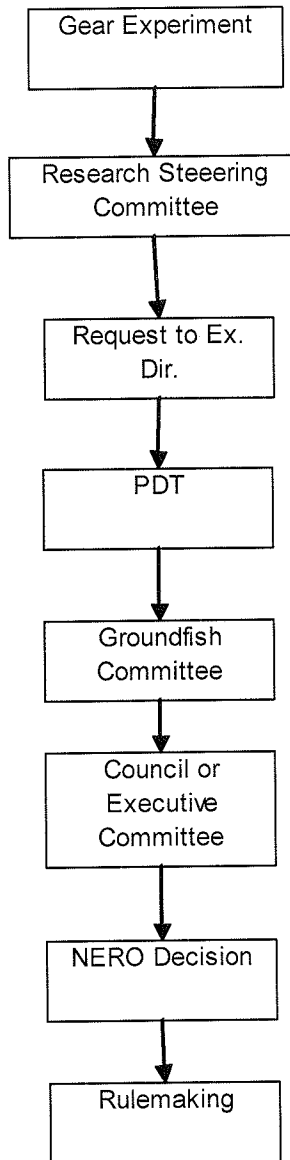 Gear Experiment
Research Steeering
Committee
Request to Ex.
Dir.
PDT
Groundfish
Committee
Council or
Executive
Committee
NERO Decision
Rulemaking